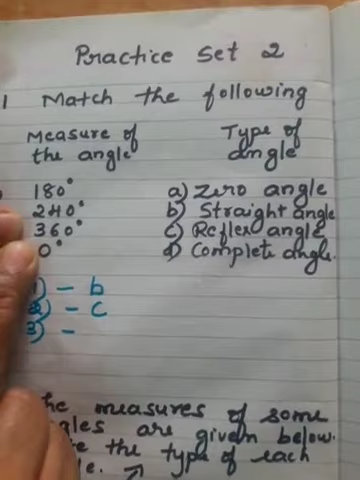 Practice Set 2
1 Match the following
Measure of the angle
Type of angle
180° a) Zero angle
240° b) Straight angle
360° c) Reflex angle
0° d) Complete angle.
1) - b
2) - c
3) -
he measures of some
gles are given below.
the type of each